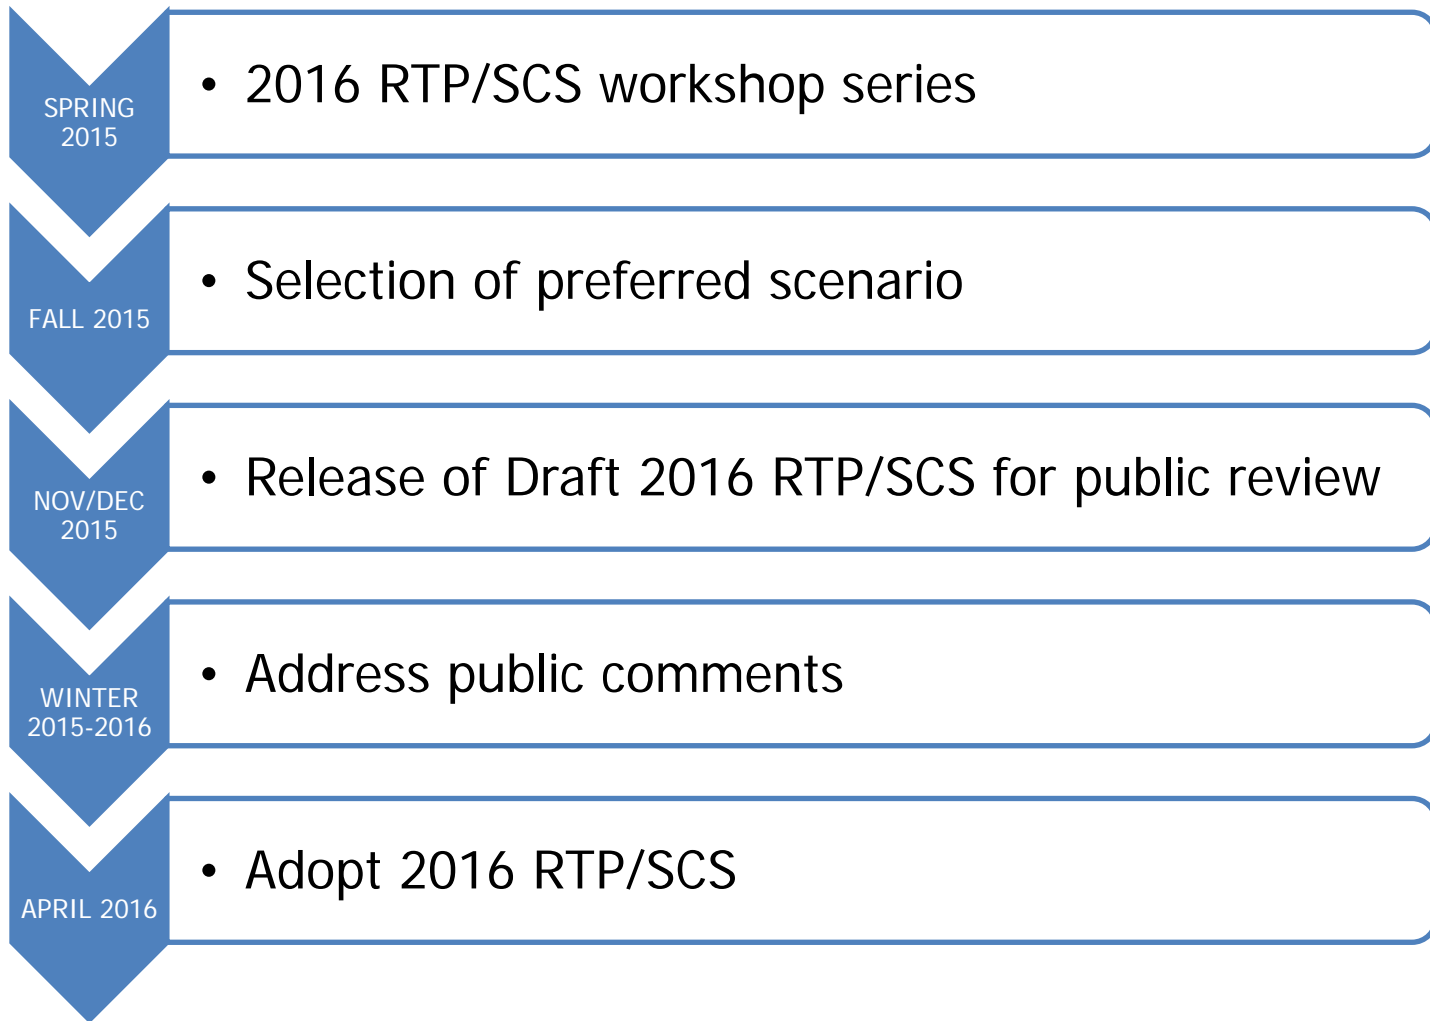 SPRING
2015
• 2016 RTP/SCS workshop series
FALL 2015
• Selection of preferred scenario
NOV/DEC
2015
• Release of Draft 2016 RTP/SCS for public review
WINTER
2015-2016
• Address public comments
APRIL 2016
• Adopt 2016 RTP/SCS